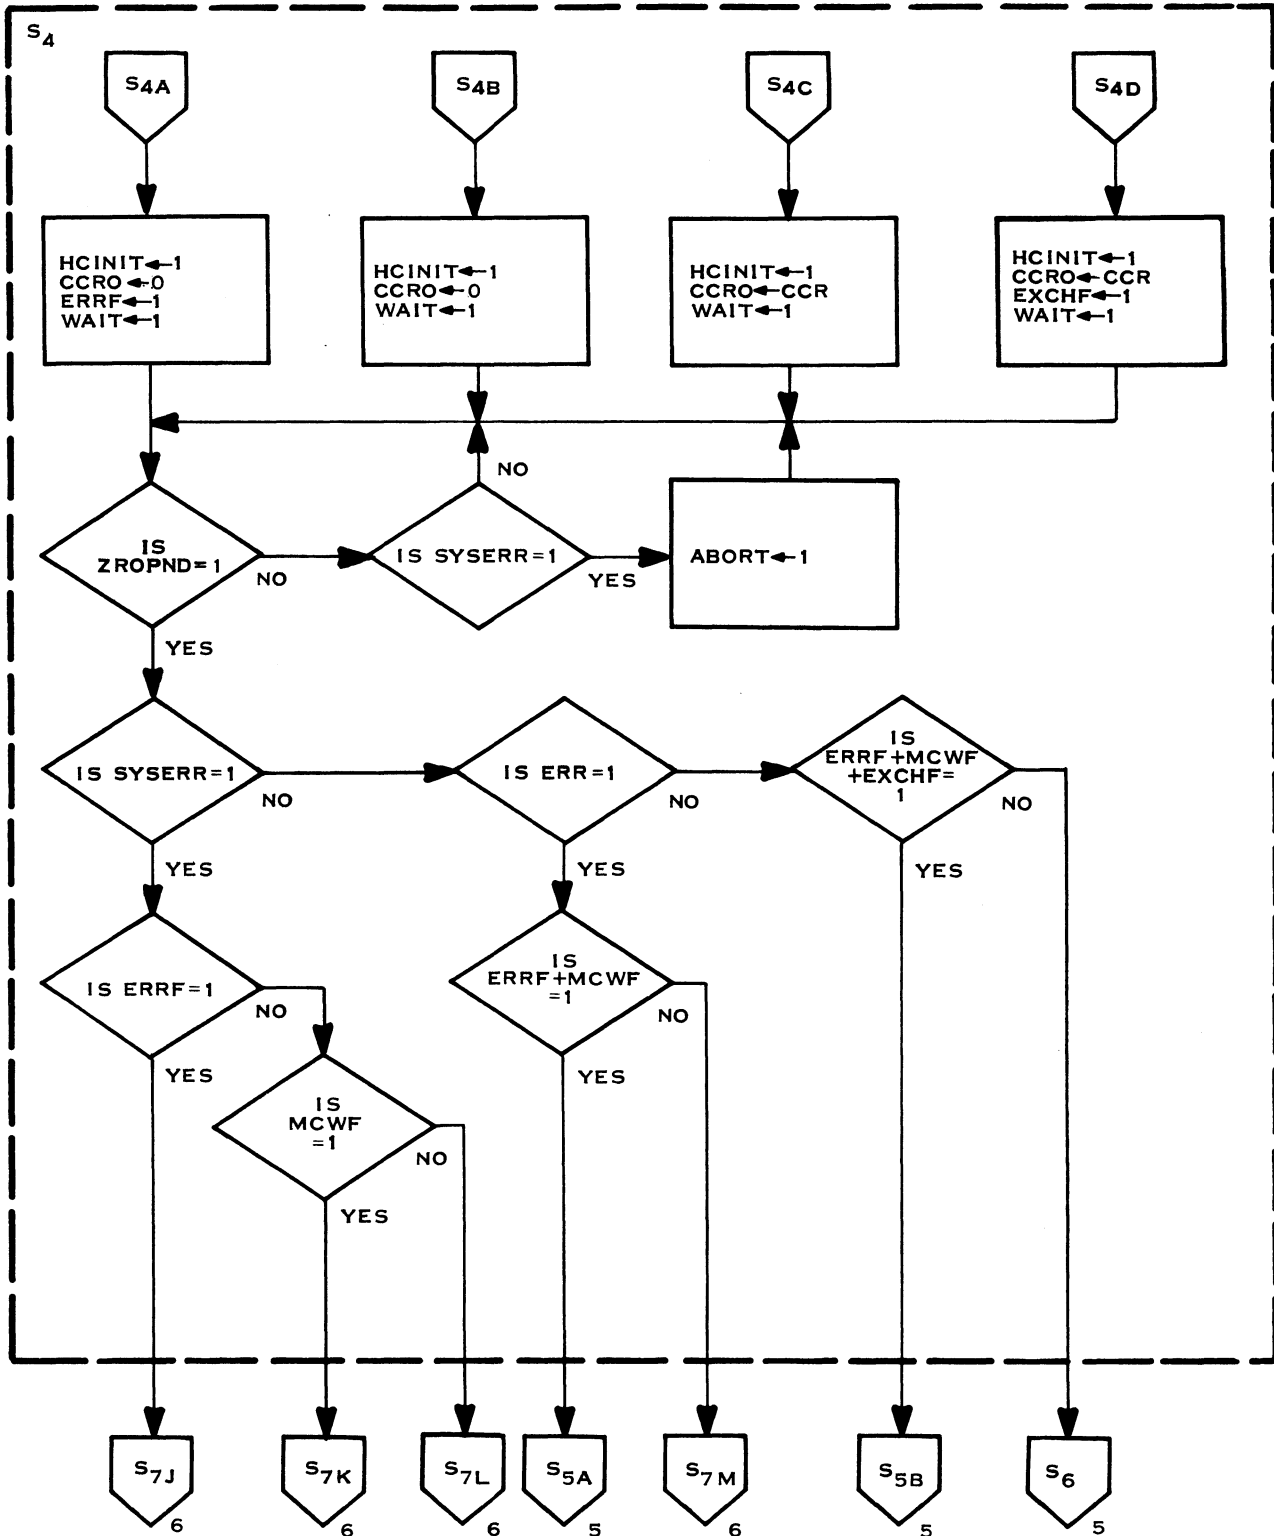 S4
S4A
S4B
S4C
S4D
HCINIT←1
CCRO←0
ERRF←1
WAIT←1
HCINIT←1
CCRO←0
WAIT←1
HCINIT←1
CCRO←CCR
WAIT←1
HCINIT←1
CCRO←CCR
EXCHF←1
WAIT←1
IS
ZROPND=1
NO
YES
IS SYSERR=1
NO
YES
ABORT←1
IS SYSERR=1
NO
YES
IS ERR=1
NO
YES
IS
ERRF+MCWF
+EXCHF=
1
NO
YES
IS ERRF=1
NO
YES
IS
MCWF
=1
NO
YES
IS
ERRF+MCWF
=1
NO
YES
S7J
6
S7K
6
S7L
6
S5A
5
S7M
6
S5B
5
S6
5